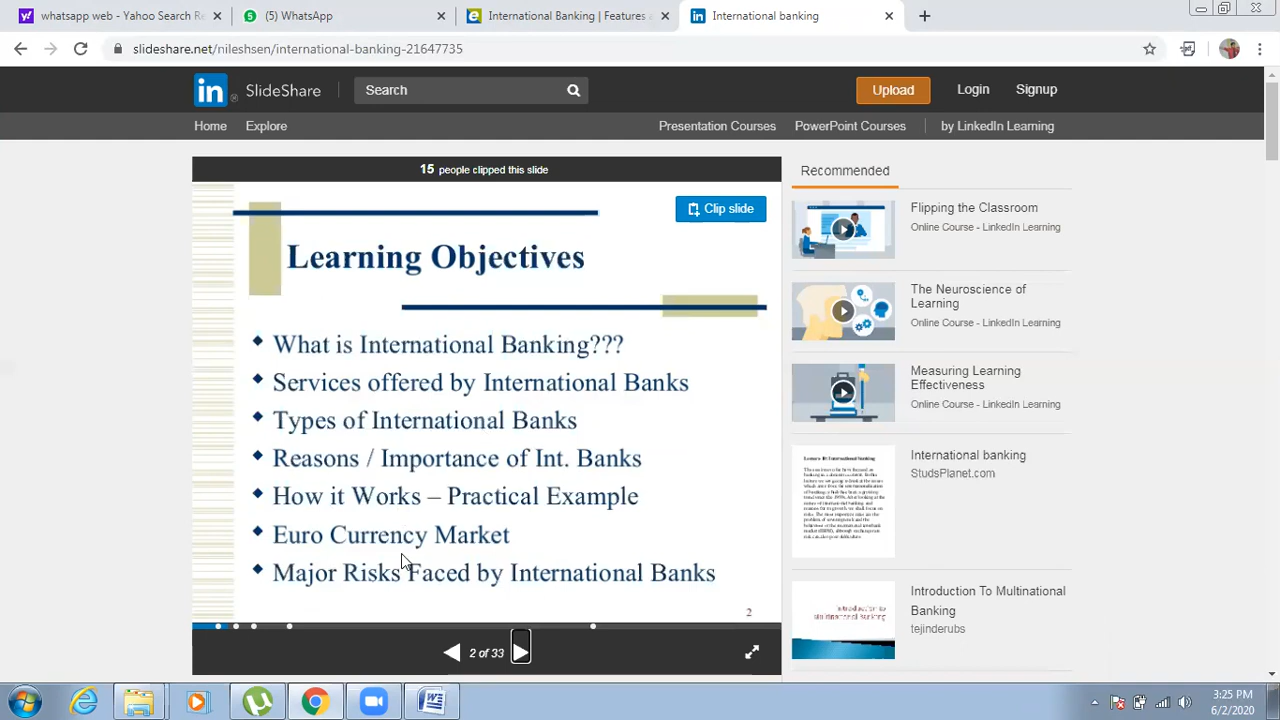 whatsapp web - Yahoo Search R
(5) WhatsApp
International Banking | Features
International banking
slideshare.net/nileshsen/international-banking-21647735
in SlideShare
Search
Upload
Login
Signup
Home
Explore
Presentation Courses
PowerPoint Courses
by LinkedIn Learning
15 people clipped this slide
Clip slide
Learning Objectives
What is International Banking???
Services offered by International Banks
Types of International Banks
Reasons / Importance of Int. Banks
How it Works – Practical Example
Euro Currency Market
Major Risks Faced by International Banks
2
2 of 33
Recommended
Flipping the Classroom
Online Course - LinkedIn Learning
The Neuroscience of
Learning
Online Course - LinkedIn Learning
Measuring Learning
Effectiveness
Online Course - LinkedIn Learning
International banking
StudsPlanet.com
Introduction To Multinational
Banking
tejinderubs
Introduction to
Multinational Banking
3:25 PM
6/2/2020